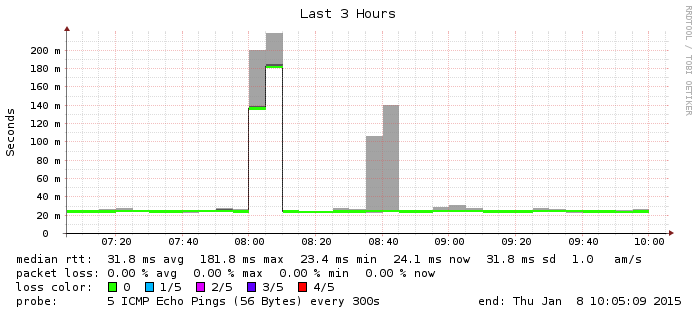 Last 3 Hours
RRDTOOL / TOBI OETIKER
Seconds
200 m
180 m
160 m
140 m
120 m
100 m
80 m
60 m
40 m
20 m
0
07:20 07:40 08:00 08:20 08:40 09:00 09:20 09:40 10:00
median rtt: 31.8 ms avg 181.8 ms max 23.4 ms min 24.1 ms now 31.8 ms sd 1.0 am/s
packet loss: 0.00 % avg 0.00 % max 0.00 % min 0.00 % now
loss color: 0 1/5 2/5 3/5 4/5
probe: 5 ICMP Echo Pings (56 Bytes) every 300s end: Thu Jan 8 10:05:09 2015